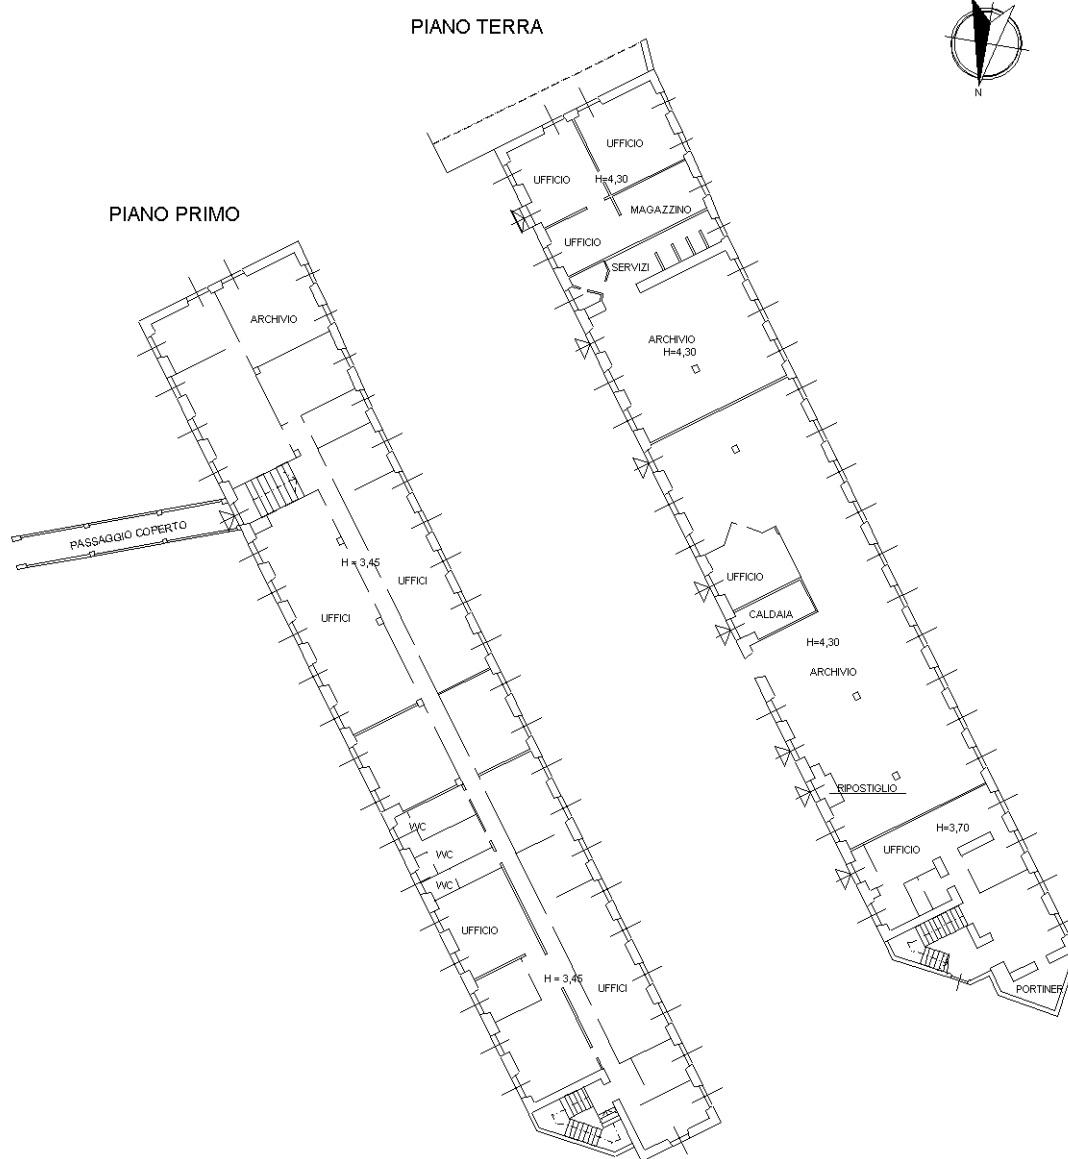 PIANO TERRA
N
UFFICIO
UFFICIO
H=4,30
MAGAZZINO
UFFICIO
SERVIZI
ARCHIVIO
H=4,30
UFFICIO
CALDAIA
H=4,30
ARCHIVIO
RIPOSTIGLIO
H=3,70
UFFICIO
PORTINER
PIANO PRIMO
ARCHIVIO
PASSAGGIO COPERTO
H = 3,45
UFFICI
UFFICI
WC
WC
WC
UFFICIO
H = 3,45
UFFICI